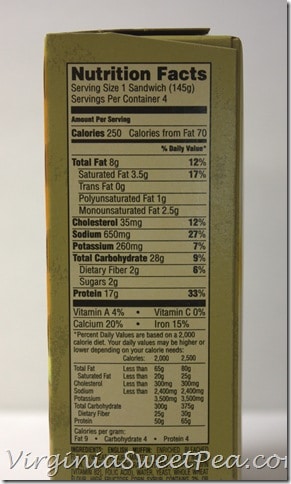 Nutrition Facts
Serving Size 1 Sandwich (145g)
Servings Per Container 4
Amount Per Serving
Calories 250 Calories from Fat 70
% Daily Value*
Total Fat 8g 12%
Saturated Fat 3.5g 17%
Trans Fat 0g
Polyunsaturated Fat 1g
Monounsaturated Fat 2.5g
Cholesterol 35mg 12%
Sodium 650mg 27%
Potassium 260mg 7%
Total Carbohydrate 28g 9%
Dietary Fiber 2g 6%
Sugars 2g
Protein 17g 33%
Vitamin A 4% • Vitamin C 0%
Calcium 20% • Iron 15%
*Percent Daily Values are based on a 2,000
calorie diet. Your daily values may be higher or
lower depending on your calorie needs:
Calories: 2,000 2,500
Total Fat Less than 65g 80g
Saturated Fat Less than 20g 25g
Cholesterol Less than 300mg 300mg
Sodium Less than 2,400mg 2,400mg
Potassium 3,500mg 3,500mg
Total Carbohydrate 300g 375g
Dietary Fiber 25g 30g
Protein 50g 65g
Calories per gram:
Fat 9 • Carbohydrate 4 • Protein 4
INGREDIENTS: ENGLISH MUFFIN: ENRICHED
VirginiaSweetPea.com